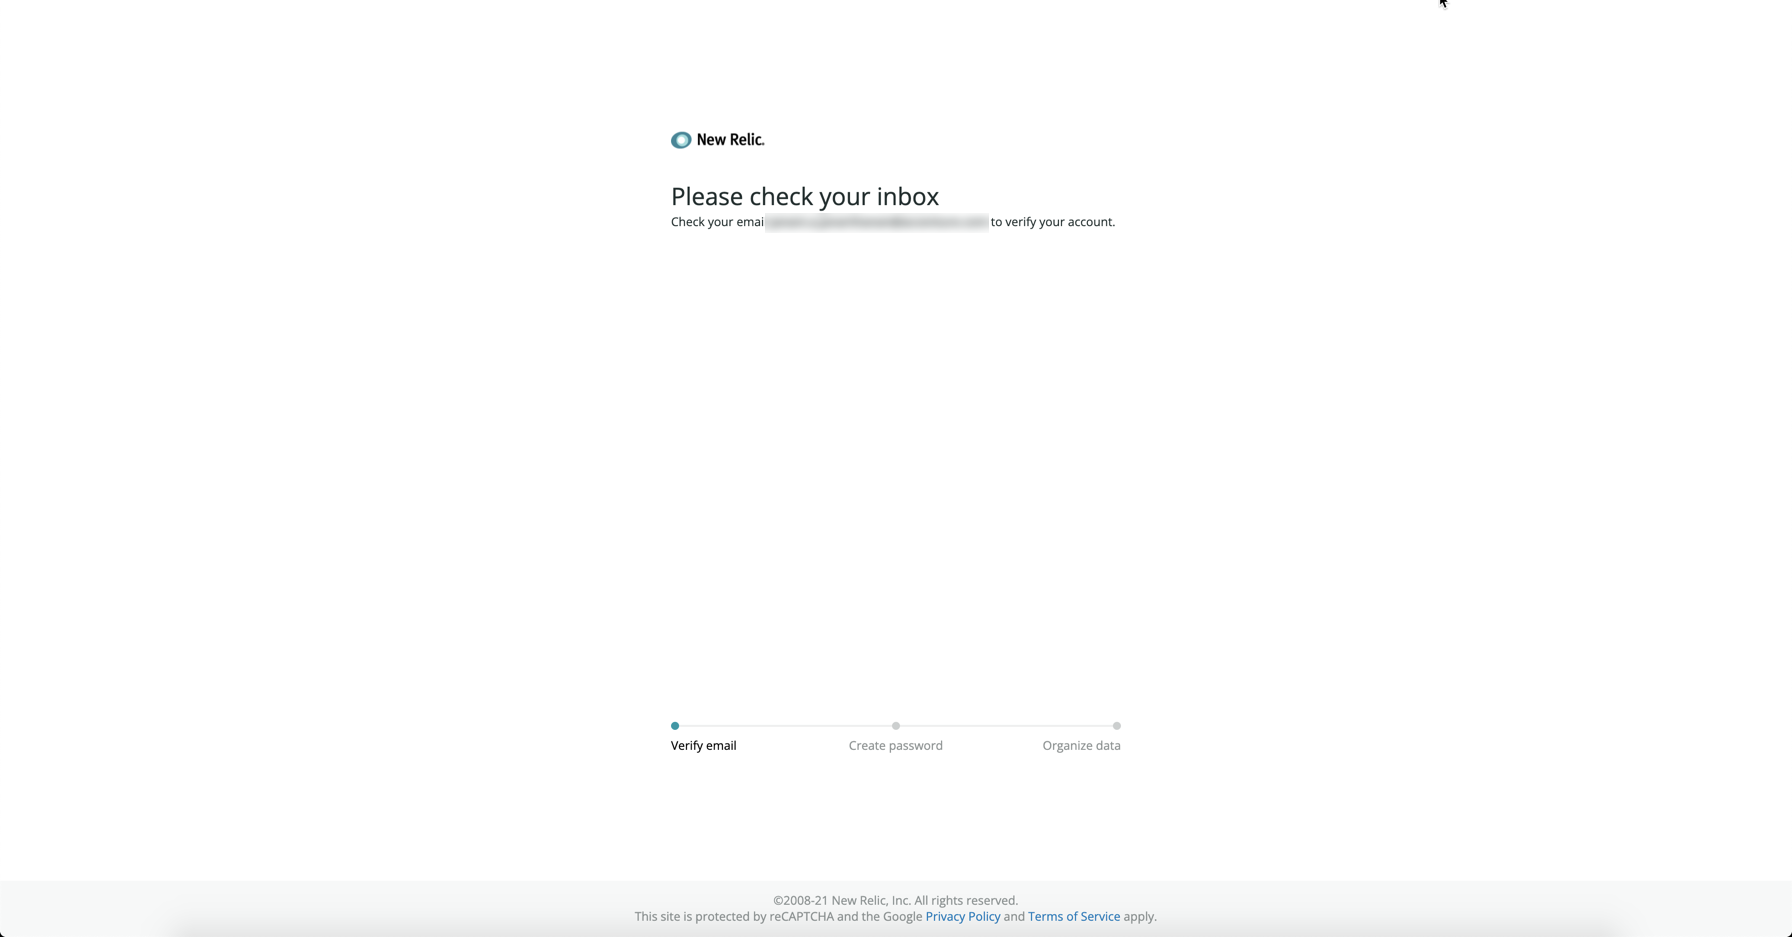 New Relic.
Please check your inbox
Check your emai to verify your account.
Verify email
Create password
Organize data
©2008-21 New Relic, Inc. All rights reserved.
This site is protected by reCAPTCHA and the Google Privacy Policy and Terms of Service apply.